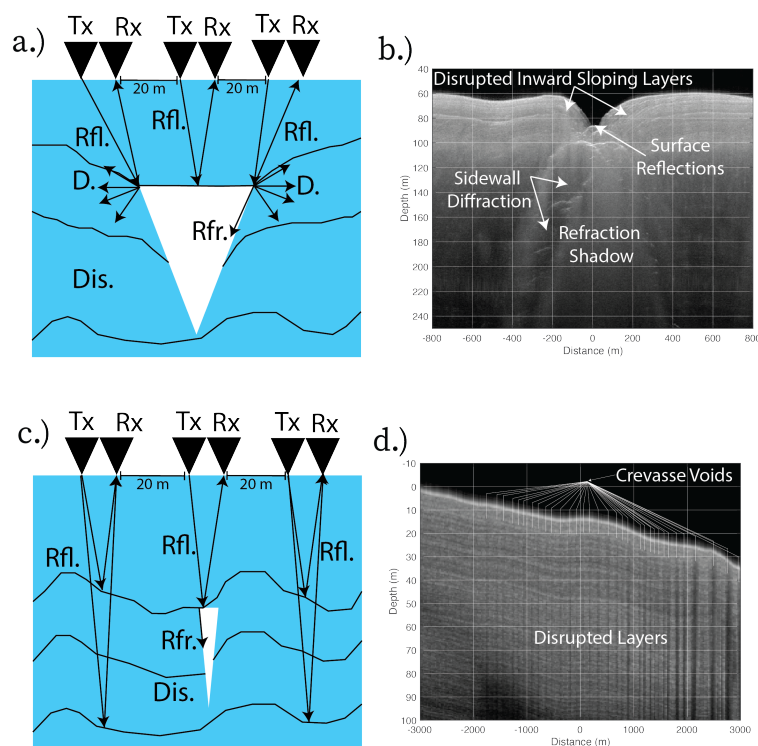 a.)
Tx Rx Tx Rx Tx Rx
20 m 20 m
Rfl. Rfl. Rfl.
D. D.
Rfr.
Dis.
b.)
Disrupted Inward Sloping Layers
Surface
Reflections
Sidewall
Diffraction
Refraction
Shadow
Depth (m)
40
60
80
100
120
140
160
180
200
220
240
-800 -600 -400 -200 0 200 400 600 800
Distance (m)
c.)
Tx Rx Tx Rx Tx Rx
20 m 20 m
Rfl. Rfl. Rfl.
Rfr.
Dis.
d.)
Crevasse Voids
Disrupted Layers
Depth (m)
-10
0
10
20
30
40
50
60
70
80
90
100
-3000 -2000 -1000 0 1000 2000 3000
Distance (m)